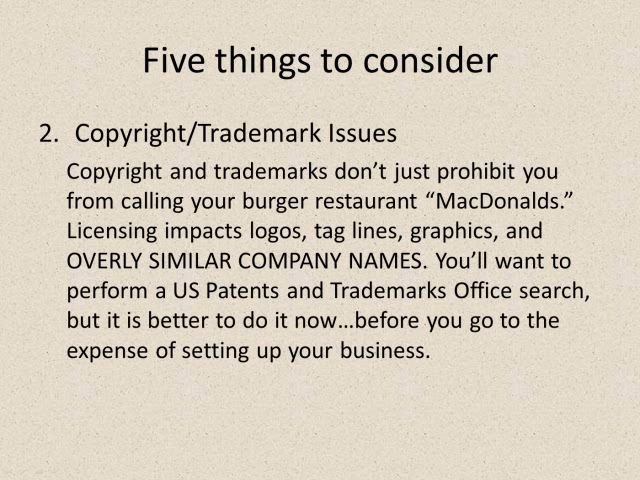 Five things to consider
2. Copyright/Trademark Issues
Copyright and trademarks don’t just prohibit you
from calling your burger restaurant “MacDonalds.”
Licensing impacts logos, tag lines, graphics, and
OVERLY SIMILAR COMPANY NAMES. You’ll want to
perform a US Patents and Trademarks Office search,
but it is better to do it now…before you go to the
expense of setting up your business.